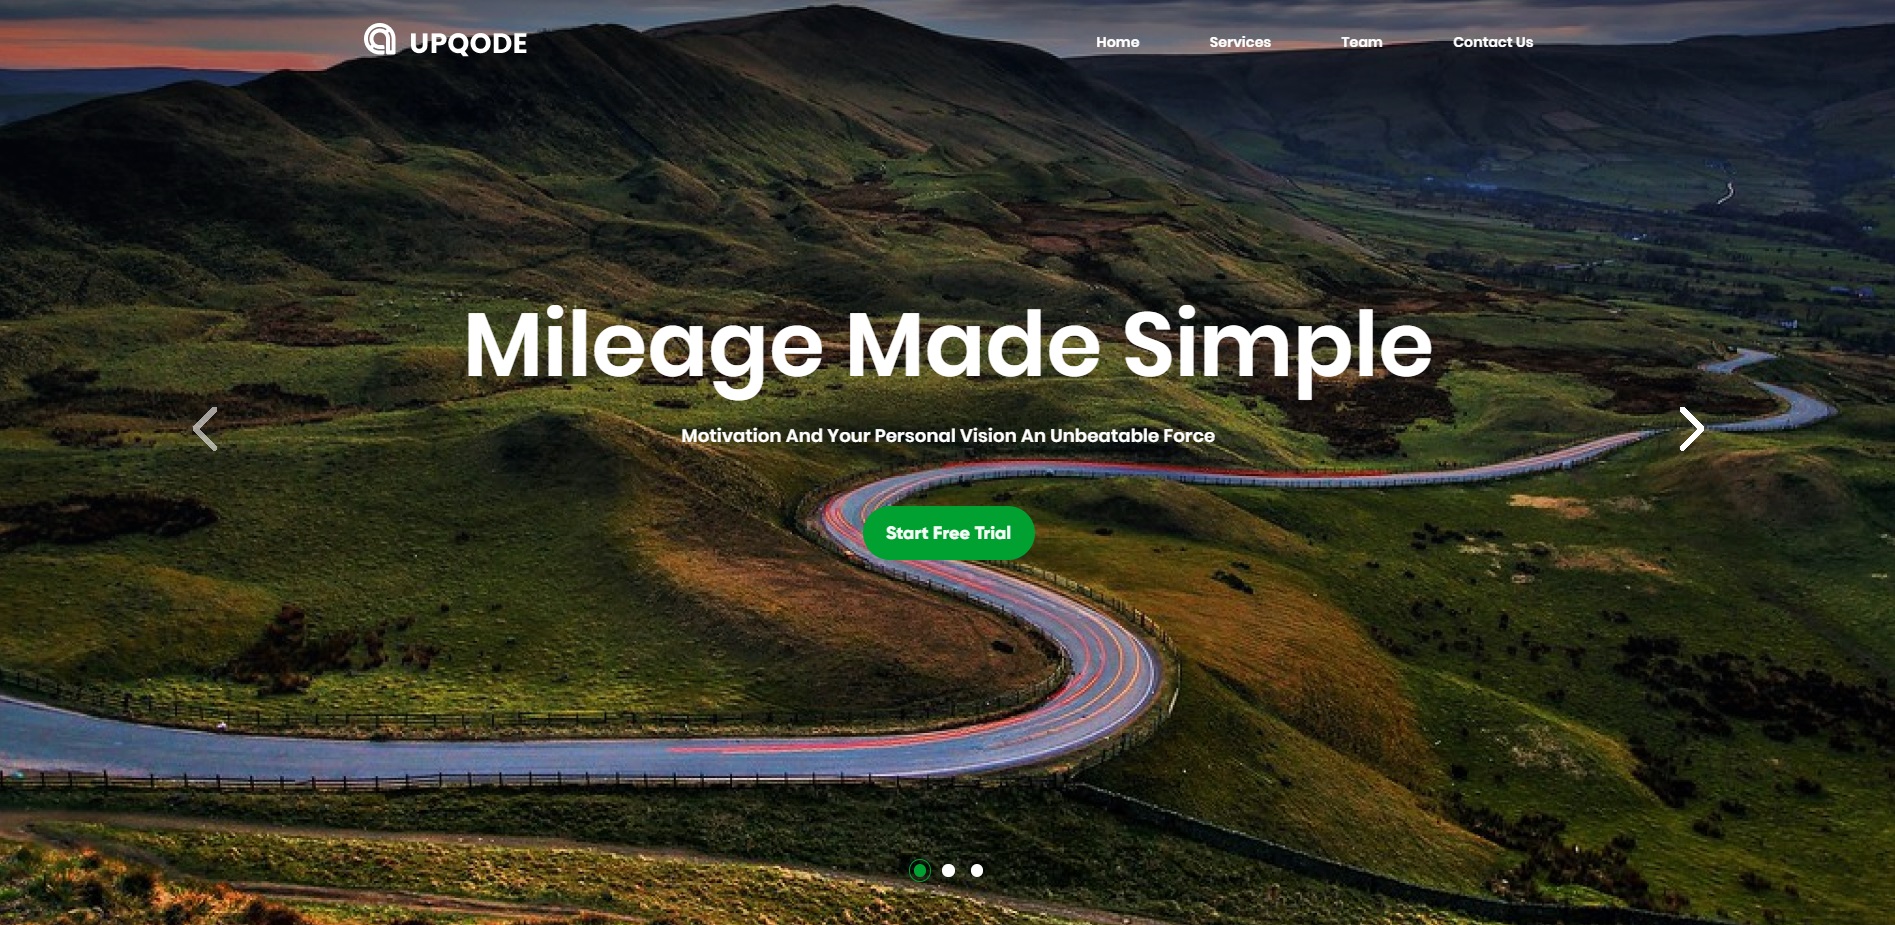 UPQODE
Home Services Team Contact Us
Mileage Made Simple
Motivation And Your Personal Vision An Unbeatable Force
Start Free Trial